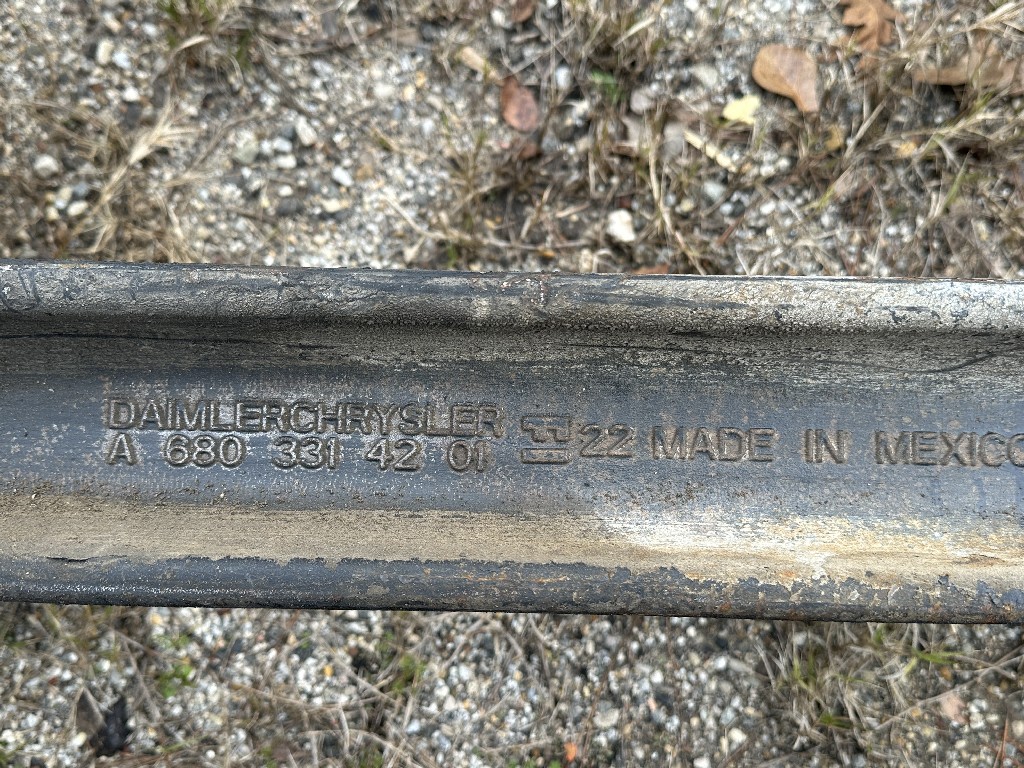 DAIMLERCHRYSLER
A 680 331 42 01 22 MADE IN MEXICO